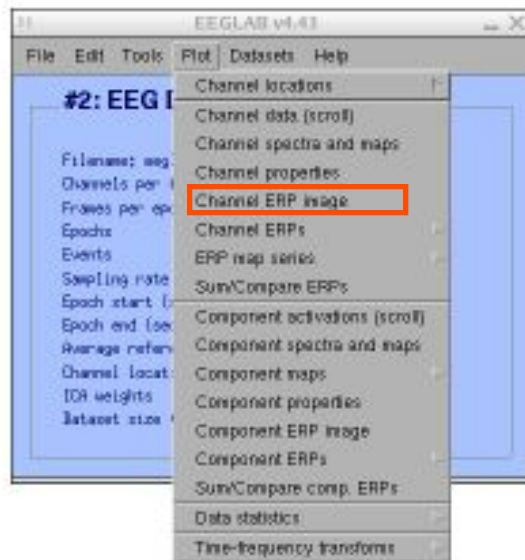 EEGLAB v4.43
File Edit Tools Plot Datasets Help
#2: EEG
Channel locations
Channel data (scroll)
Channel spectra and maps
Channel properties
Channel ERP image
Channel ERPs
ERP map series
Sum/Compare ERPs
Component activations (scroll)
Component spectra and maps
Component maps
Component properties
Component ERP image
Component ERPs
Sum/Compare comp. ERPs
Data statistics
Time-frequency transforms
Filename:
Channels per
Frames per
Epochs
Events
Sampling rate
Epoch start
Epoch end
Average
Channel
ICA weights
Dataset size